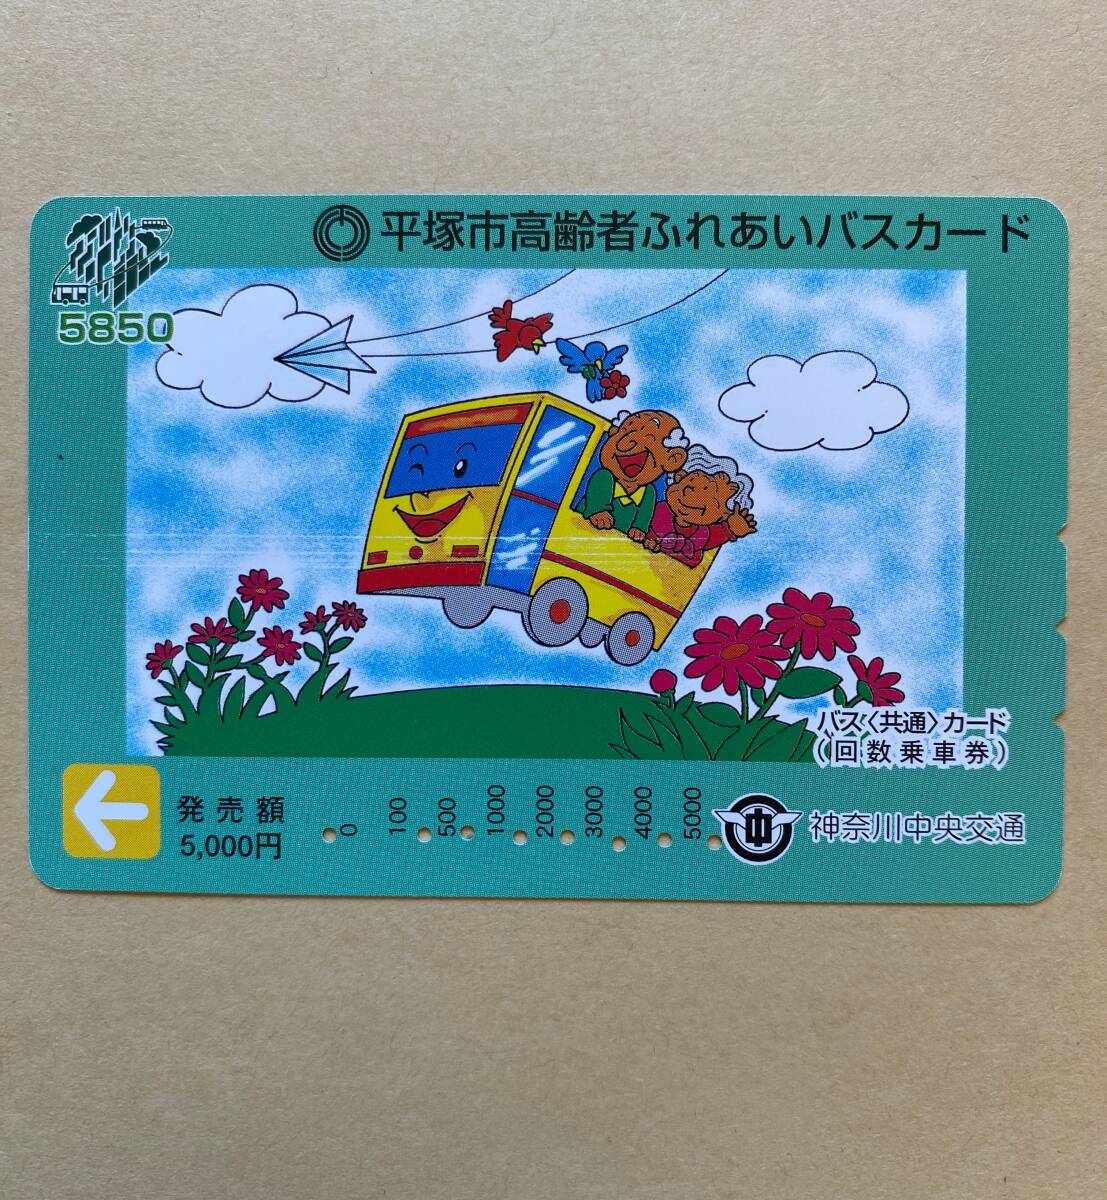 平塚市高齢者ふれあいバスカード
5850
バス〈共通〉カード
(回数乗車券)
発売額
5,000円
0 100 500 1000 2000 3000 4000 5000
中 神奈川中央交通